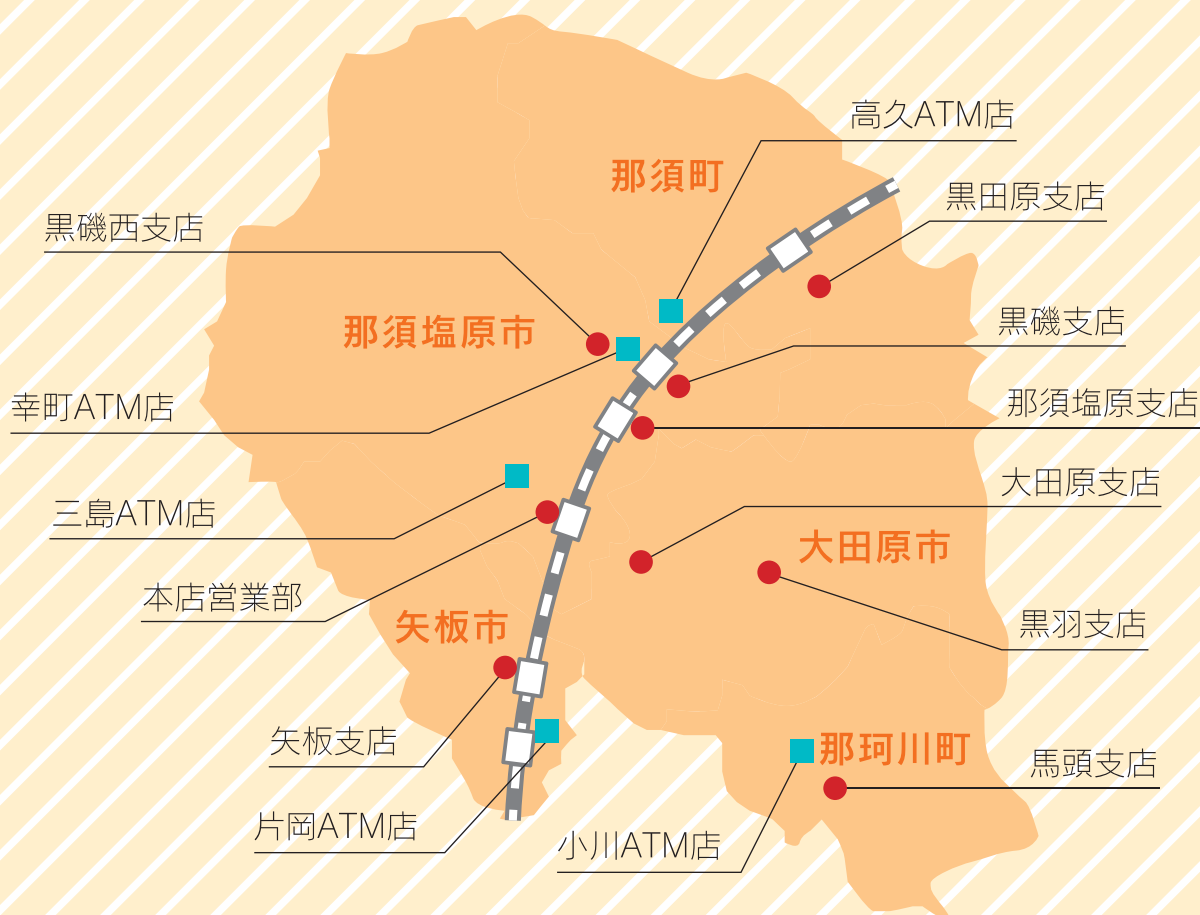 高久ATM店
那須町
黒田原支店
黒磯西支店
黒磯支店
那須塩原市
那須塩原支店
幸町ATM店
大田原支店
三島ATM店
大田原市
本店営業部
矢板市
黒羽支店
矢板支店
那珂川町
馬頭支店
片岡ATM店
小川ATM店